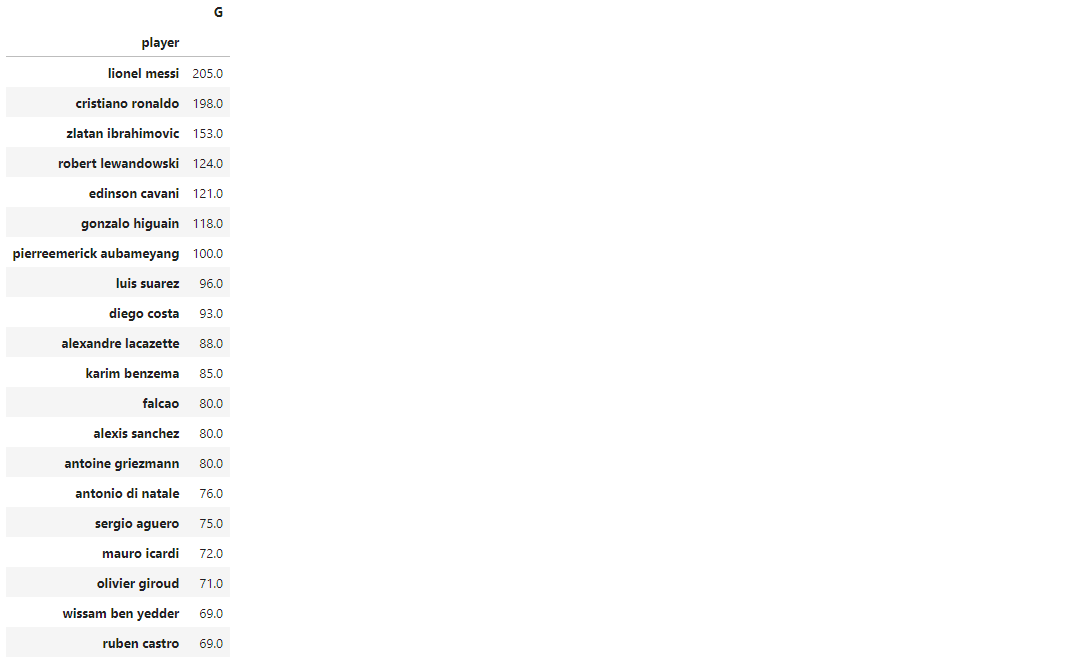 G
player
lionel messi 205.0
cristiano ronaldo 198.0
zlatan ibrahimovic 153.0
robert lewandowski 124.0
edinson cavani 121.0
gonzalo higuain 118.0
pierreemerick aubameyang 100.0
luis suarez 96.0
diego costa 93.0
alexandre lacazette 88.0
karim benzema 85.0
falcao 80.0
alexis sanchez 80.0
antoine griezmann 80.0
antonio di natale 76.0
sergio aguero 75.0
mauro icardi 72.0
olivier giroud 71.0
wissam ben yedder 69.0
ruben castro 69.0